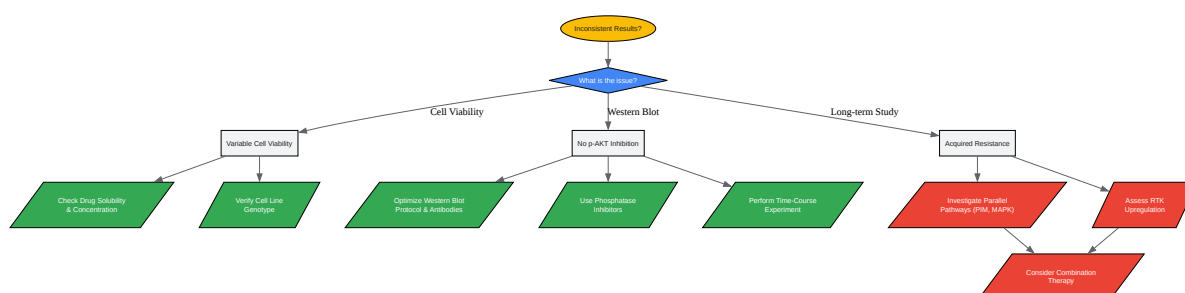 Inconsistent Results?
What is the issue?
Cell Viability
Western Blot
Long-term Study
Variable Cell Viability
No p-AKT Inhibition
Acquired Resistance
Check Drug Solubility
& Concentration
Verify Cell Line
Genotype
Optimize Western Blot
Protocol & Antibodies
Use Phosphatase
Inhibitors
Perform Time-Course
Experiment
Investigate Parallel
Pathways (PIM, MAPK)
Assess RTK
Upregulation
Consider Combination
Therapy